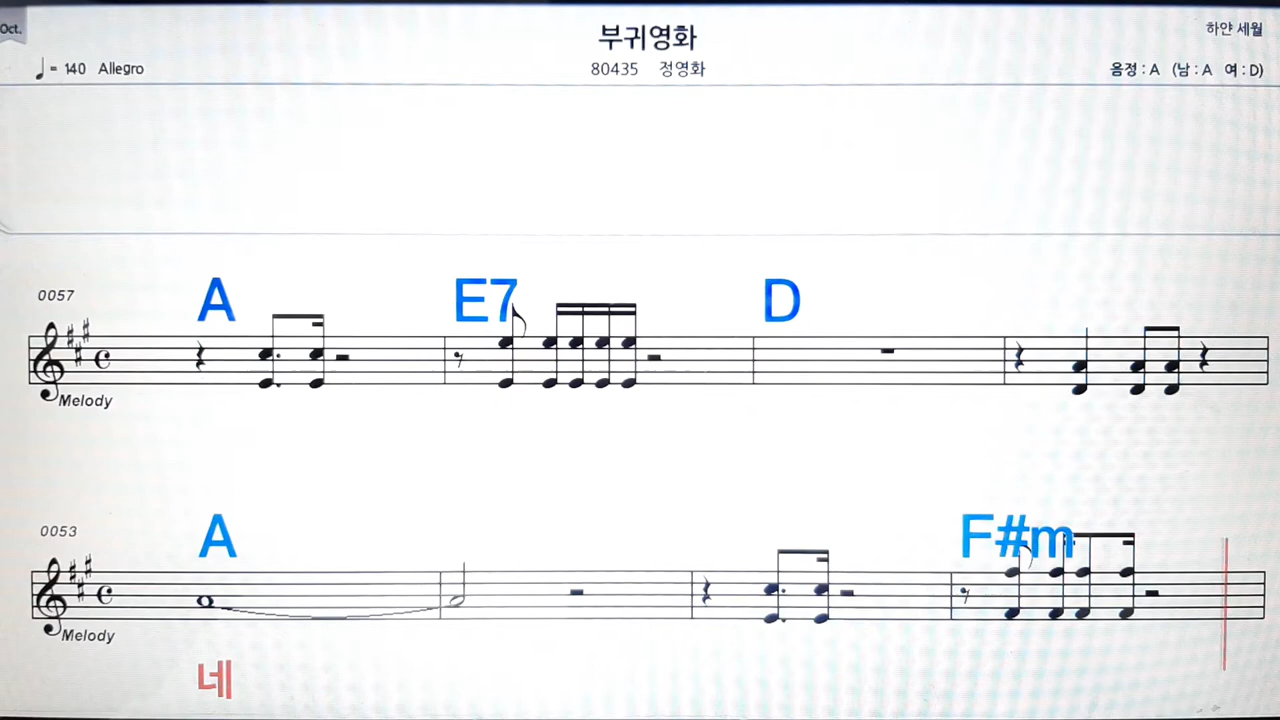 Oct.
부귀영화
하얀 세월
♩ = 140 Allegro
80435 정영화
음정 : A (남 : A 여 : D)
A E7 D
0057
Melody
A F#m
0053
Melody
네